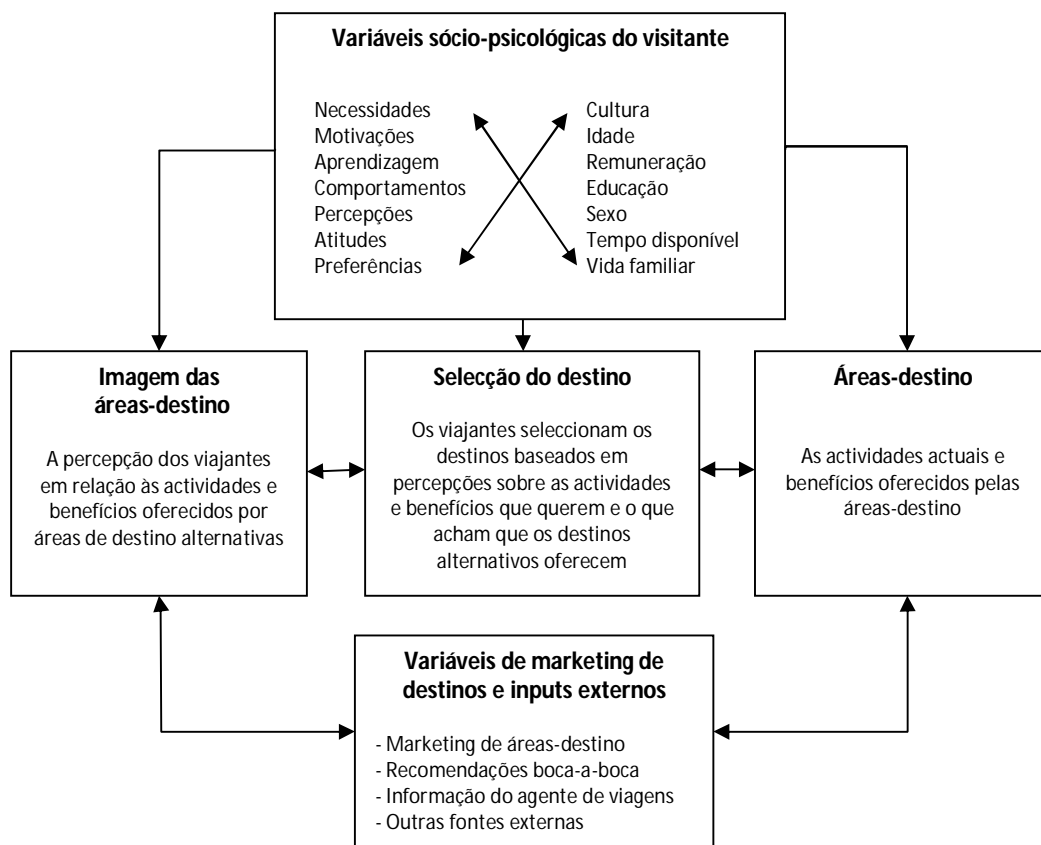 Variáveis sócio-psicológicas do visitante
Necessidades
Motivações
Aprendizagem
Comportamentos
Percepções
Atitudes
Preferências
Cultura
Idade
Remuneração
Educação
Sexo
Tempo disponível
Vida familiar
Imagem das
áreas-destino
A percepção dos viajantes
em relação às actividades e
benefícios oferecidos por
áreas de destino alternativas
Selecção do destino
Os viajantes seleccionam os
destinos baseados em
percepções sobre as actividades
e benefícios que querem e o que
acham que os destinos
alternativos oferecem
Áreas-destino
As actividades actuais e
benefícios oferecidos pelas
áreas-destino
Variáveis de marketing de
destinos e inputs externos
- Marketing de áreas-destino
- Recomendações boca-a-boca
- Informação do agente de viagens
- Outras fontes externas